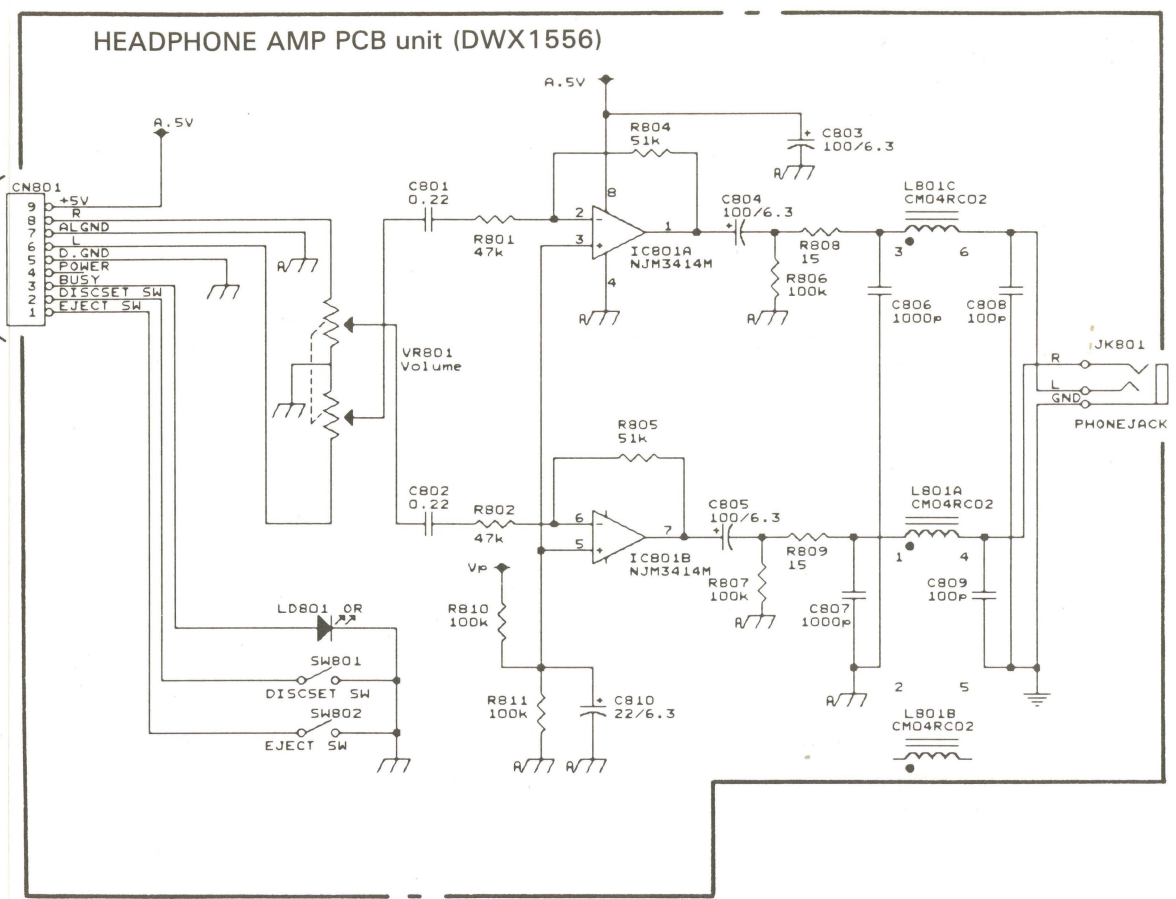 HEADPHONE AMP PCB unit (DWX1556)
A.5V
A.5V
R804
51k
+ C803
100/6.3
A
CN801
9 +5V
8 R
7 ALGND
6 L
5 D.GND
4 POWER
3 BUSY
2 DISCSET SW
1 EJECT SW
A
C801
0.22
R801
47k
8
2 -
3 +
1
4
IC801A
NJM3414M
A
C804
100/6.3
+
R808
15
R806
100k
A
L801C
CM04RC02
3 6
C806
1000p
C808
100p
VR801
Volume
JK801
R
L
GND
PHONEJACK
R805
51k
C802
0.22
R802
47k
6 -
5 +
7
IC801B
NJM3414M
C805
100/6.3
+
R809
15
R807
100k
A
L801A
CM04RC02
1 4
C807
1000p
C809
100p
Vp
R810
100k
LD801 OR
SW801
DISCSET SW
SW802
EJECT SW
R811
100k
+ C810
22/6.3
A A
A
2 5
L801B
CM04RC02